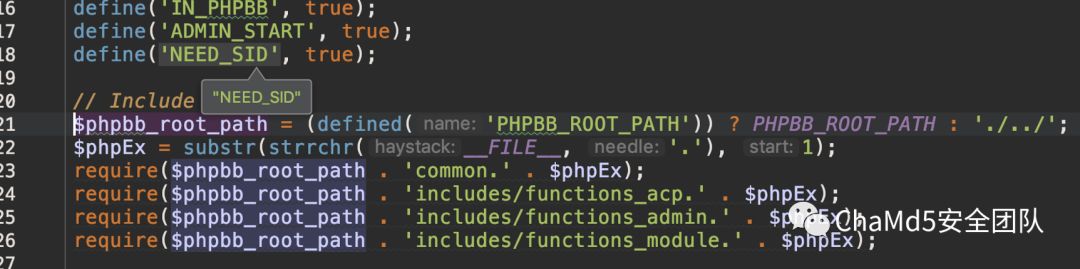 16 define('IN_PHPBB', true);
17 define('ADMIN_START', true);
18 define('NEED_SID', true);
19
20 // Include "NEED_SID"
21 $phpbb_root_path = (defined( name: 'PHPBB_ROOT_PATH')) ? PHPBB_ROOT_PATH : './../';
22 $phpEx = substr(strrchr( haystack: __FILE__, needle: '.'), start: 1);
23 require($phpbb_root_path . 'common.' . $phpEx);
24 require($phpbb_root_path . 'includes/functions_acp.' . $phpEx);
25 require($phpbb_root_path . 'includes/functions_admin.' . $phpEx);
26 require($phpbb_root_path . 'includes/functions_module.' . $phpEx);
27
ChaMd5安全团队